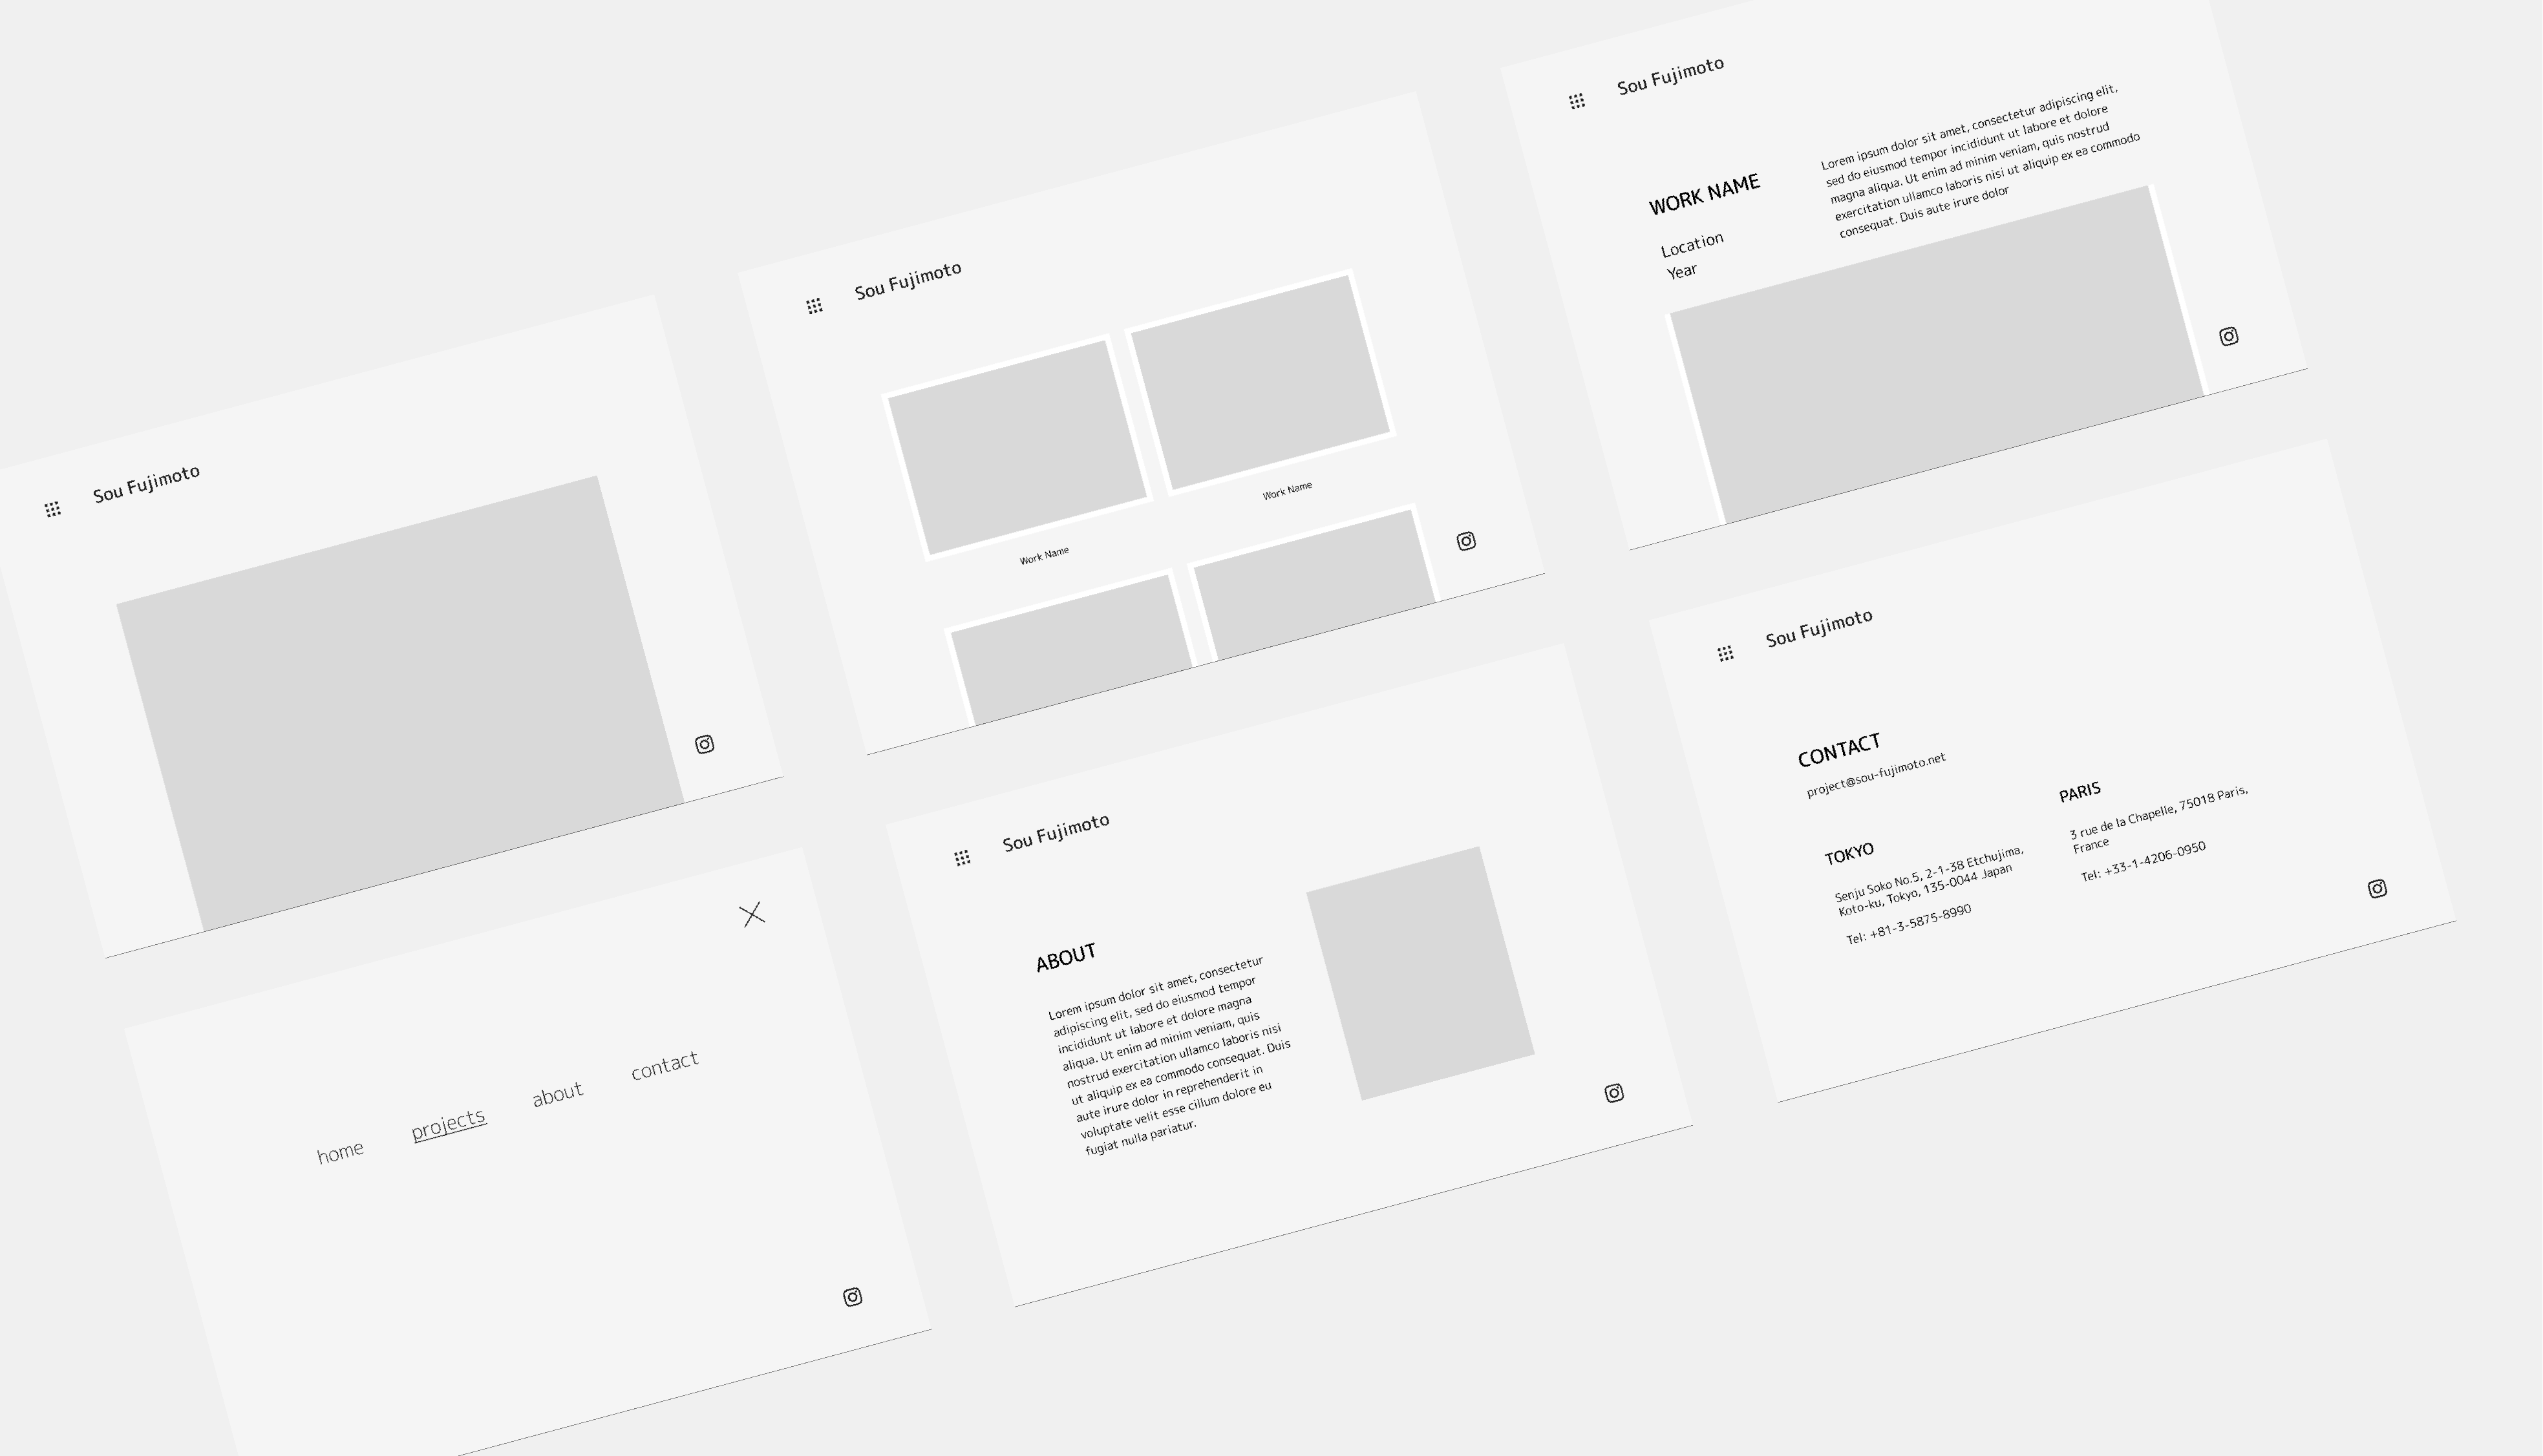 Sou Fujimoto
Sou Fujimoto
Work Name
Work Name
Sou Fujimoto
WORK NAME
Location
Year
Lorem ipsum dolor sit amet, consectetur adipiscing elit,
sed do eiusmod tempor incididunt ut labore et dolore
magna aliqua. Ut enim ad minim veniam, quis nostrud
exercitation ullamco laboris nisi ut aliquip ex ea commodo
consequat. Duis aute irure dolor
home
projects
about
contact
Sou Fujimoto
ABOUT
Lorem ipsum dolor sit amet, consectetur
adipiscing elit, sed do eiusmod tempor
incididunt ut labore et dolore magna
aliqua. Ut enim ad minim veniam, quis
nostrud exercitation ullamco laboris nisi
ut aliquip ex ea commodo consequat. Duis
aute irure dolor in reprehenderit in
voluptate velit esse cillum dolore eu
fugiat nulla pariatur.
Sou Fujimoto
CONTACT
project@sou-fujimoto.net
TOKYO
Senju Soko No.5, 2-1-38 Etchujima,
Koto-ku, Tokyo, 135-0044 Japan
Tel: +81-3-5875-8990
PARIS
3 rue de la Chapelle, 75018 Paris,
France
Tel: +33-1-4206-0950